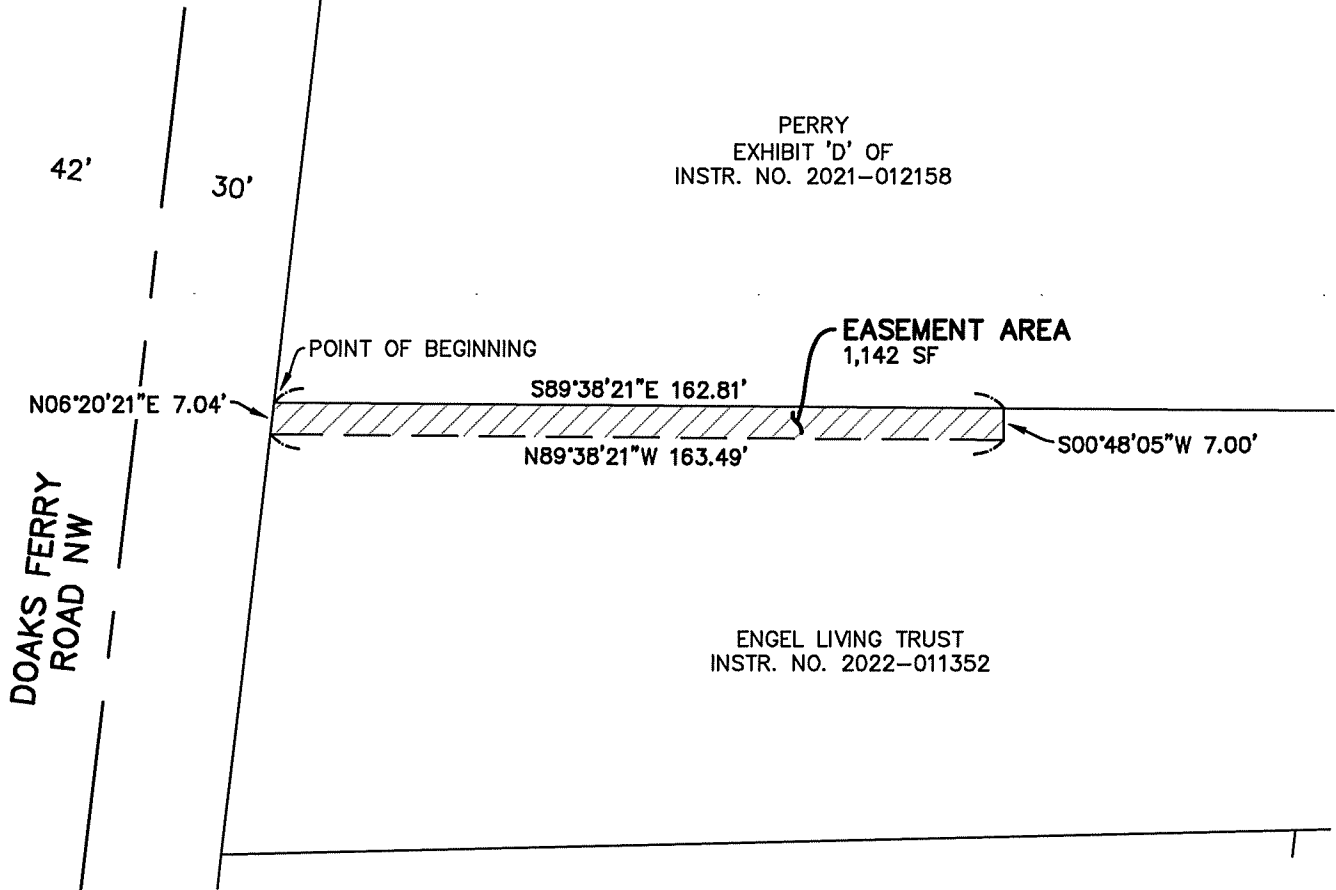 PERRY
EXHIBIT 'D' OF
INSTR. NO. 2021-012158
42'
30'
EASEMENT AREA
1,142 SF
POINT OF BEGINNING
S89°38'21"E 162.81'
N06°20'21"E 7.04'
N89°38'21"W 163.49'
S00°48'05"W 7.00'
DOAKS FERRY
ROAD NW
ENGEL LIVING TRUST
INSTR. NO. 2022-011352